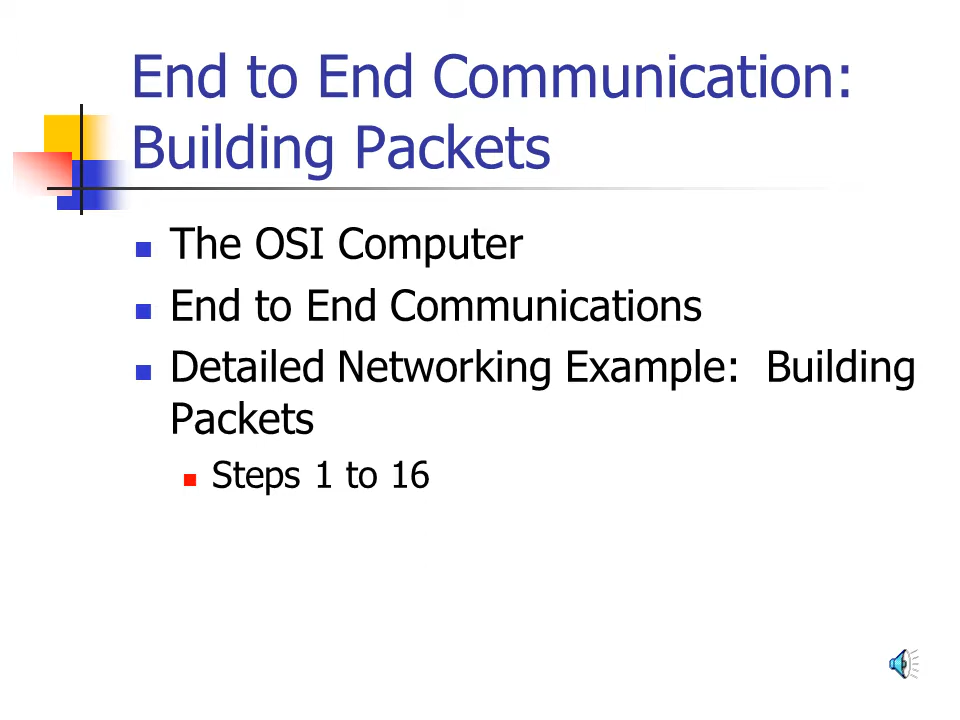 End to End Communication:
Building Packets
The OSI Computer
End to End Communications
Detailed Networking Example:  Building
Packets
Steps 1 to 16